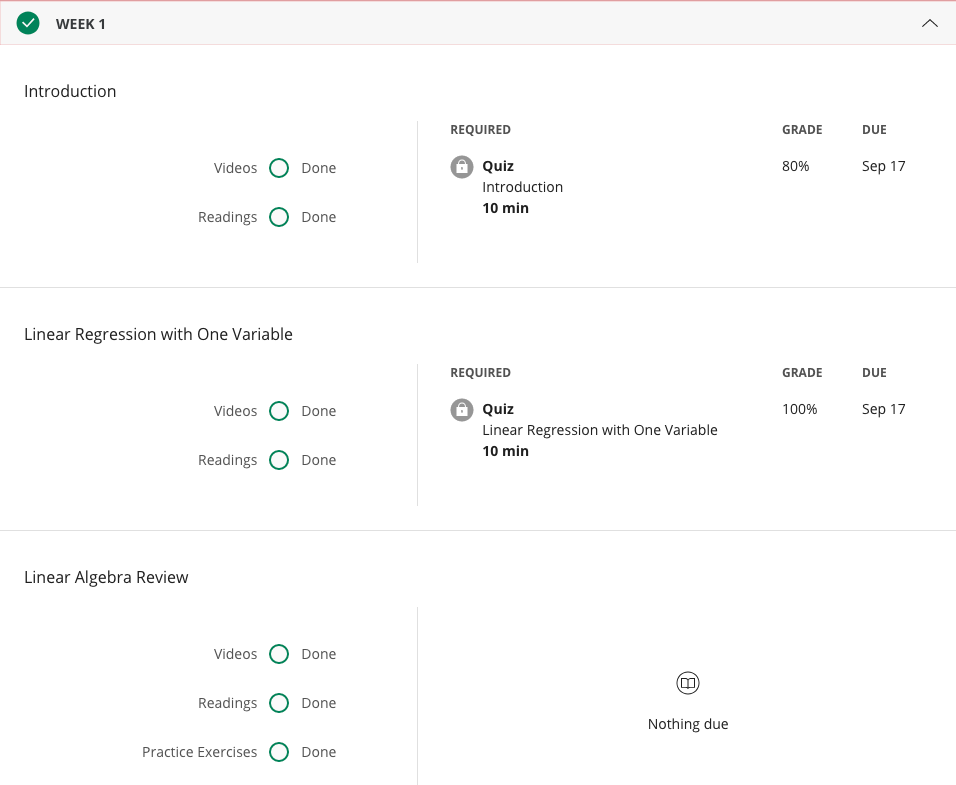 WEEK 1
Introduction
Videos Done
Readings Done
REQUIRED GRADE DUE
Quiz 80% Sep 17
Introduction
10 min
Linear Regression with One Variable
Videos Done
Readings Done
REQUIRED GRADE DUE
Quiz 100% Sep 17
Linear Regression with One Variable
10 min
Linear Algebra Review
Videos Done
Readings Done
Practice Exercises Done
Nothing due